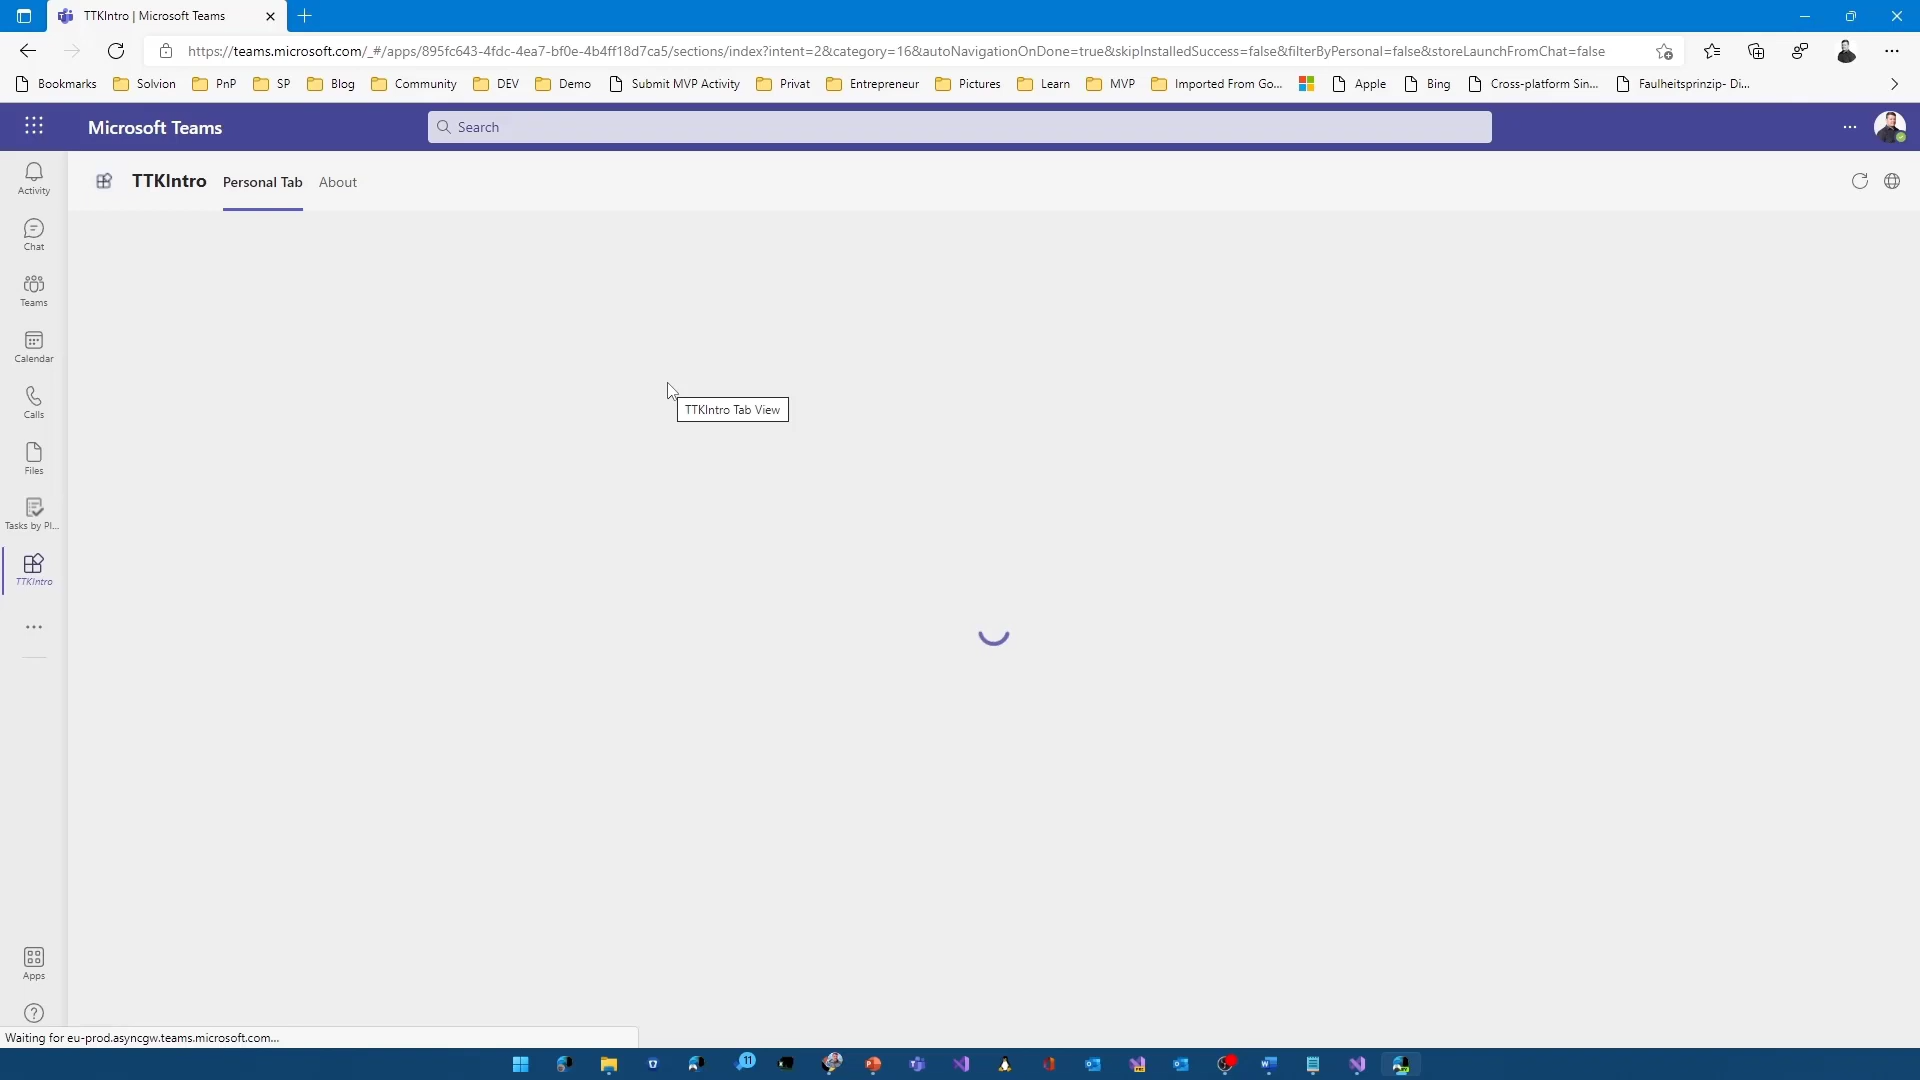 TTKIntro | Microsoft Teams
https://teams.microsoft.com/_#/apps/895fc643-4fdc-4ea7-bf0e-4b4ff18d7ca5/sections/index?intent=2&category=16&autoNavigationOnDone=true&skipInstalledSuccess=false&filterByPersonal=false&storeLaunchFromChat=false
Bookmarks Solvion PnP SP Blog Community DEV Demo Submit MVP Activity Privat Entrepreneur Pictures Learn MVP Imported From Go... Apple Bing Cross-platform Sin... Faulheitsprinzip- Di...
Microsoft Teams Search
TTKIntro Personal Tab About
Activity
Chat
Teams
Calendar
Calls
Files
Tasks by Pl...
TTKIntro
TTKIntro Tab View
Apps
Waiting for eu-prod.asyncgw.teams.microsoft.com...
11